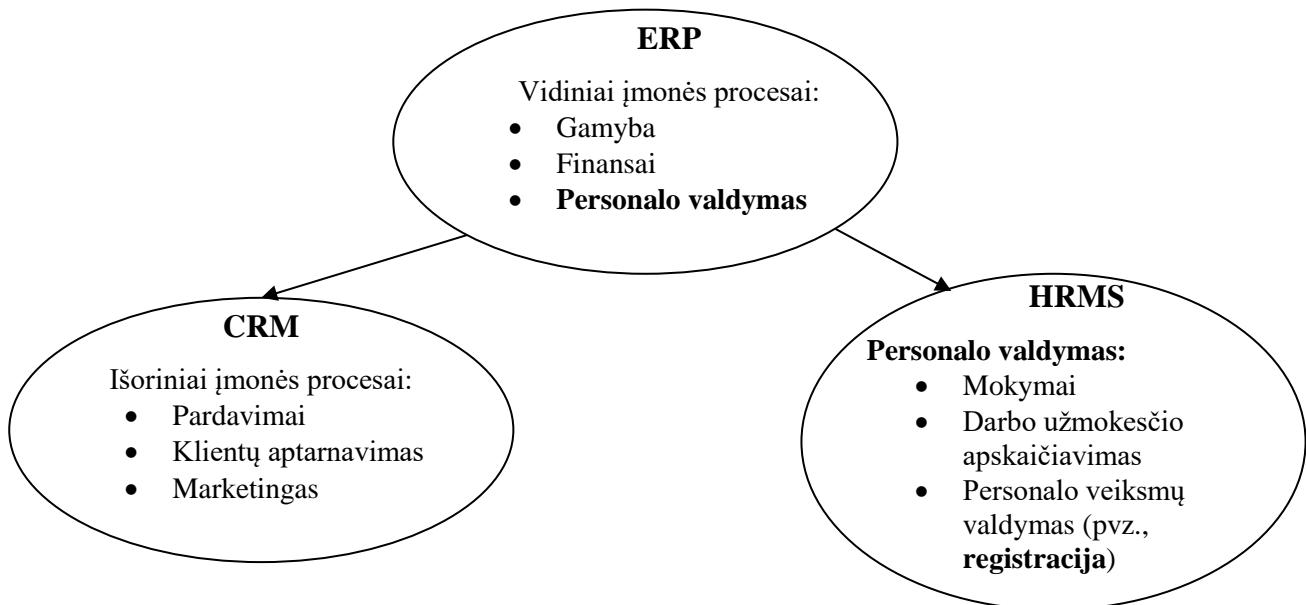 ERP
Vidiniai įmonės procesai:
• Gamyba
• Finansai
• Personalo valdymas
CRM
Išoriniai įmonės procesai:
• Pardavimai
• Klientų aptarnavimas
• Marketingas
HRMS
Personalo valdymas:
• Mokymai
• Darbo užmokesčio
apskaičiavimas
• Personalo veiksmų
valdymas (pvz.,
registracija)